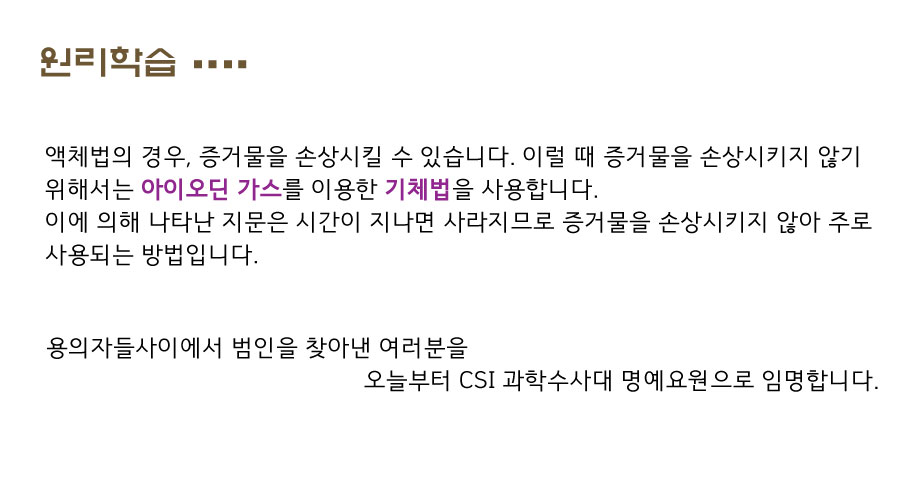 원리학습 ....
액체법의 경우, 증거물을 손상시킬 수 있습니다. 이럴 때 증거물을 손상시키지 않기
위해서는 아이오딘 가스를 이용한 기체법을 사용합니다.
이에 의해 나타난 지문은 시간이 지나면 사라지므로 증거물을 손상시키지 않아 주로
사용되는 방법입니다.
용의자들사이에서 범인을 찾아낸 여러분을
오늘부터 CSI 과학수사대 명예요원으로 임명합니다.